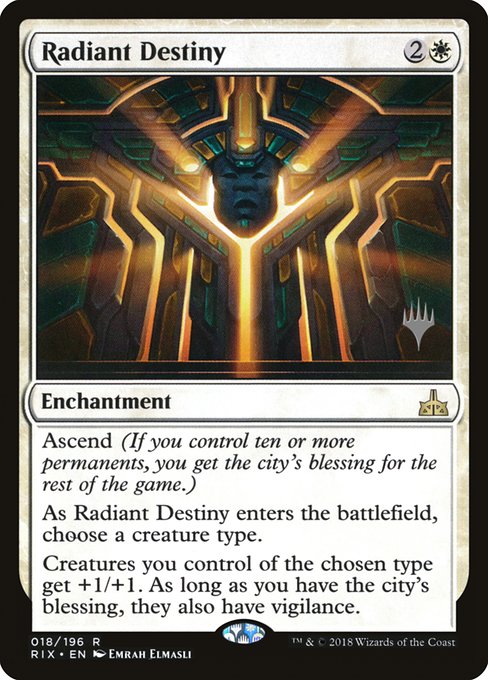 Radiant Destiny 2
Enchantment
Ascend (If you control ten or more
permanents, you get the city's blessing for the
rest of the game.)
As Radiant Destiny enters the battlefield,
choose a creature type.
Creatures you control of the chosen type
get +1/+1. As long as you have the city's
blessing, they also have vigilance.
018/196 R
RIX • EN EMRAH ELMASLI
™ & © 2018 Wizards of the Coast